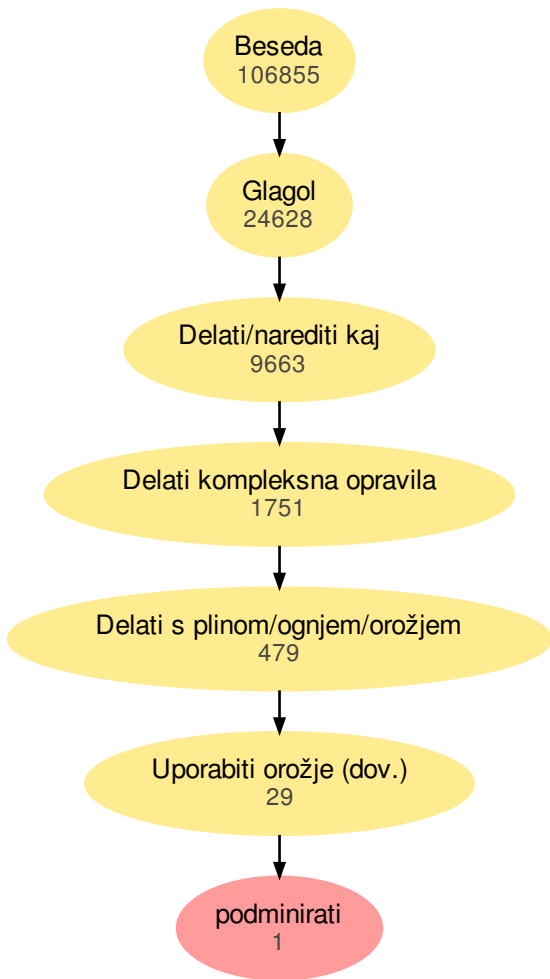 Beseda
106855
Glagol
24628
Delati/narediti kaj
9663
Delati kompleksna opravila
1751
Delati s plinom/ognjem/orožjem
479
Uporabiti orožje (dov.)
29
podminirati
1